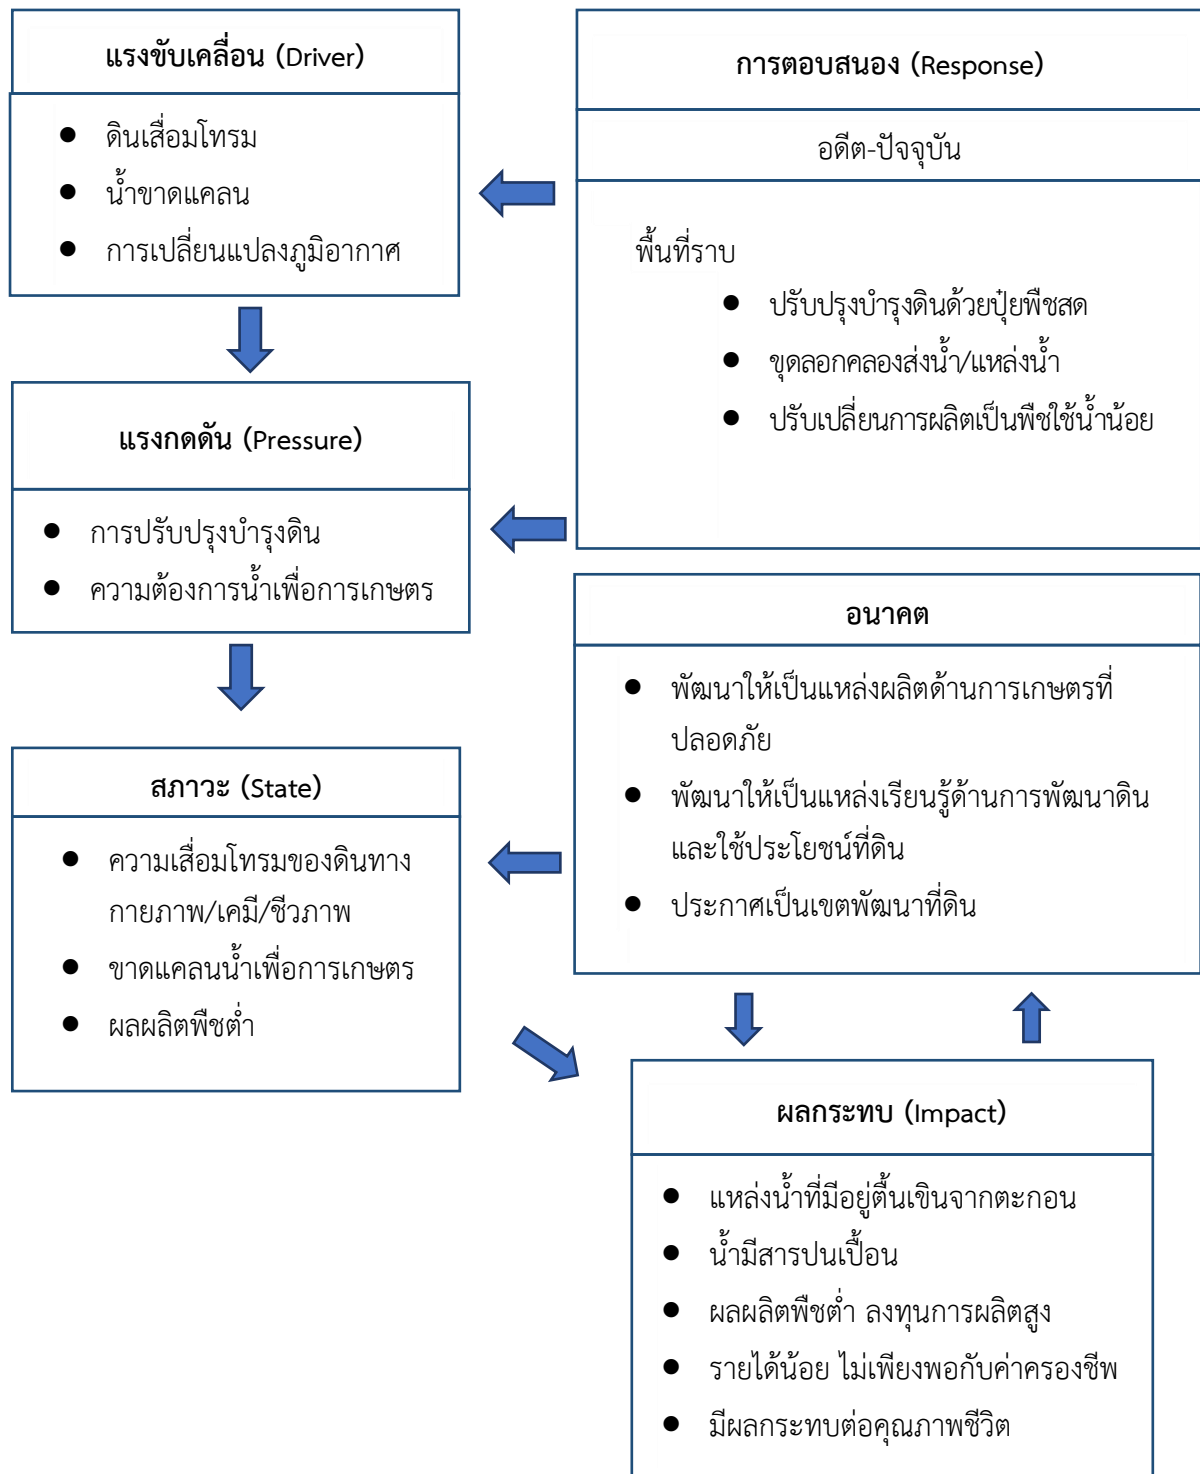 แรงขับเคลื่อน (Driver)
● ดินเสื่อมโทรม
● น้ำขาดแคลน
● การเปลี่ยนแปลงภูมิอากาศ
การตอบสนอง (Response)
อดีต-ปัจจุบัน
พื้นที่ราบ
● ปรับปรุงบำรุงดินด้วยปุ๋ยพืชสด
● ขุดลอกคลองส่งน้ำ/แหล่งน้ำ
● ปรับเปลี่ยนการผลิตเป็นพืชใช้น้ำน้อย
แรงกดดัน (Pressure)
● การปรับปรุงบำรุงดิน
● ความต้องการน้ำเพื่อการเกษตร
อนาคต
● พัฒนาให้เป็นแหล่งผลิตด้านการเกษตรที่
ปลอดภัย
● พัฒนาให้เป็นแหล่งเรียนรู้ด้านการพัฒนาดิน
และใช้ประโยชน์ที่ดิน
● ประกาศเป็นเขตพัฒนาที่ดิน
สภาวะ (State)
● ความเสื่อมโทรมของดินทาง
กายภาพ/เคมี/ชีวภาพ
● ขาดแคลนน้ำเพื่อการเกษตร
● ผลผลิตพืชต่ำ
ผลกระทบ (Impact)
● แหล่งน้ำที่มีอยู่ตื้นเขินจากตะกอน
● น้ำมีสารปนเปื้อน
● ผลผลิตพืชต่ำ ลงทุนการผลิตสูง
● รายได้น้อย ไม่เพียงพอกับค่าครองชีพ
● มีผลกระทบต่อคุณภาพชีวิต